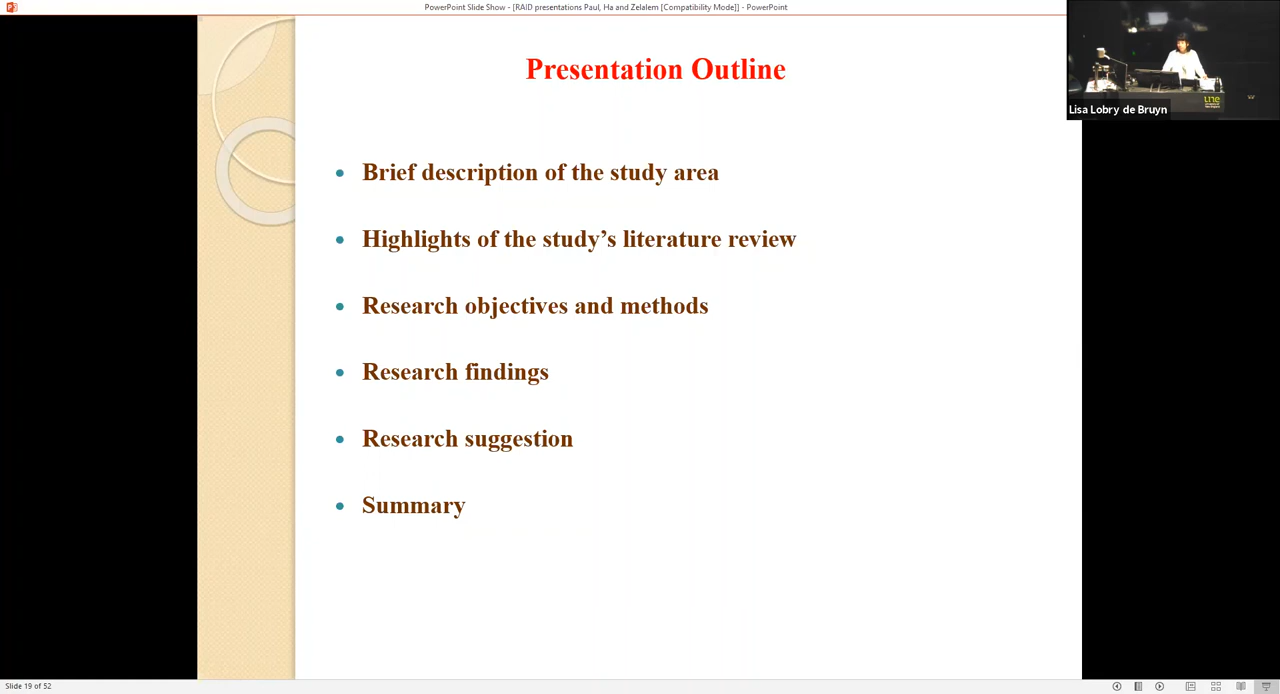 PowerPoint Slide Show - [RAID presentations Paul, Ha and Zelalem [Compatibility Mode]] - PowerPoint
Presentation Outline
Lisa Lobry de Bruyn
une
• Brief description of the study area
• Highlights of the study’s literature review
• Research objectives and methods
• Research findings
• Research suggestion
• Summary
Slide 19 of 52